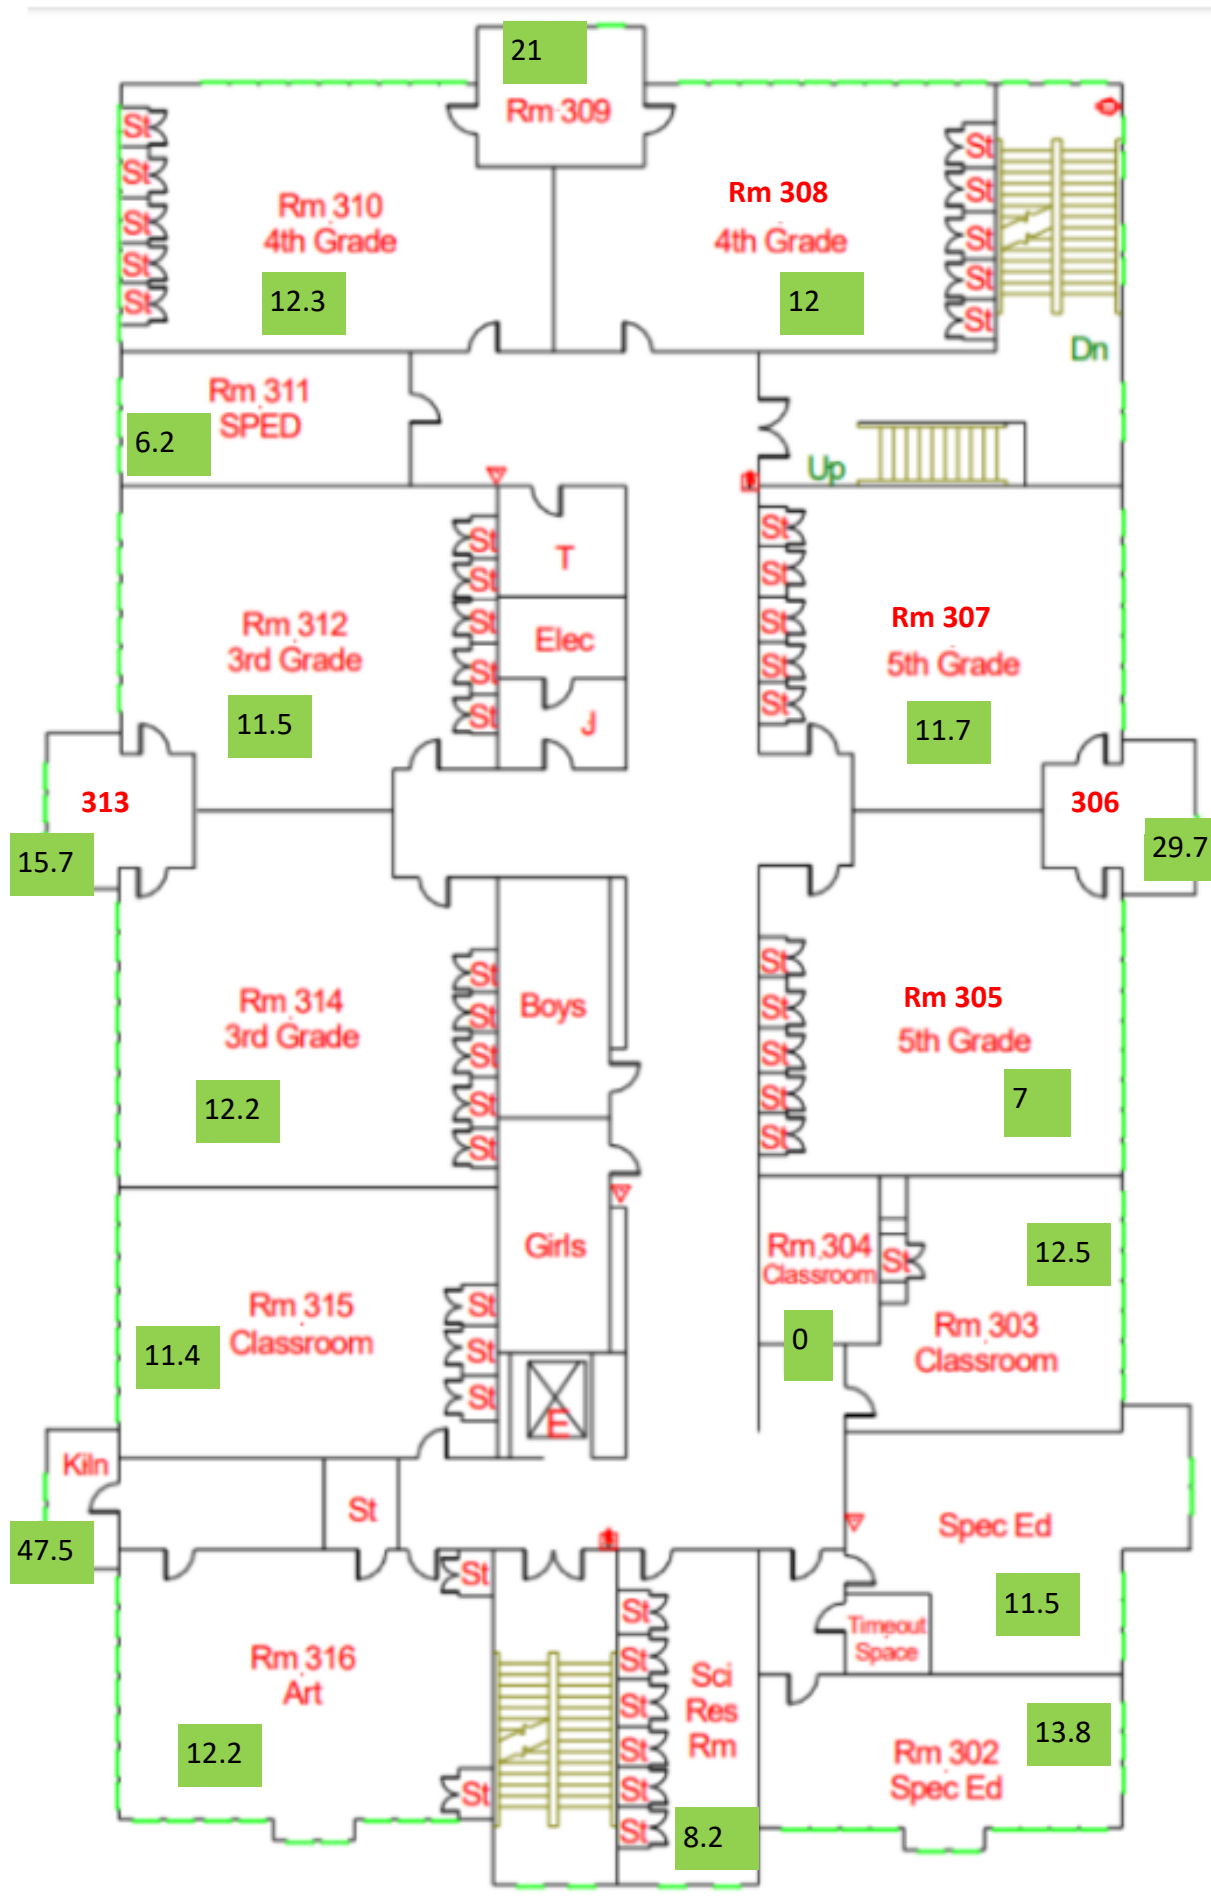 21
Rm 309
St
St
St
St
St
Rm 310
4th Grade
12.3
Rm 308
4th Grade
12
St
St
St
St
St
Dn
Rm 311
SPED
6.2
Up
St
St
St
St
St
T
Elec
J
Rm 312
3rd Grade
11.5
St
St
St
St
St
Rm 307
5th Grade
11.7
313
15.7
306
29.7
Rm 314
3rd Grade
12.2
St
St
St
St
St
Boys
St
St
St
St
St
Rm 305
5th Grade
7
Girls
Rm 304
Classroom
0
St
12.5
Rm 303
Classroom
Rm 315
Classroom
11.4
St
St
St
E
Kiln
47.5
St
Spec Ed
11.5
Timeout
Space
St
Rm 316
Art
12.2
St
St
St
St
St
St
St
Sci
Res
Rm
8.2
13.8
Rm 302
Spec Ed